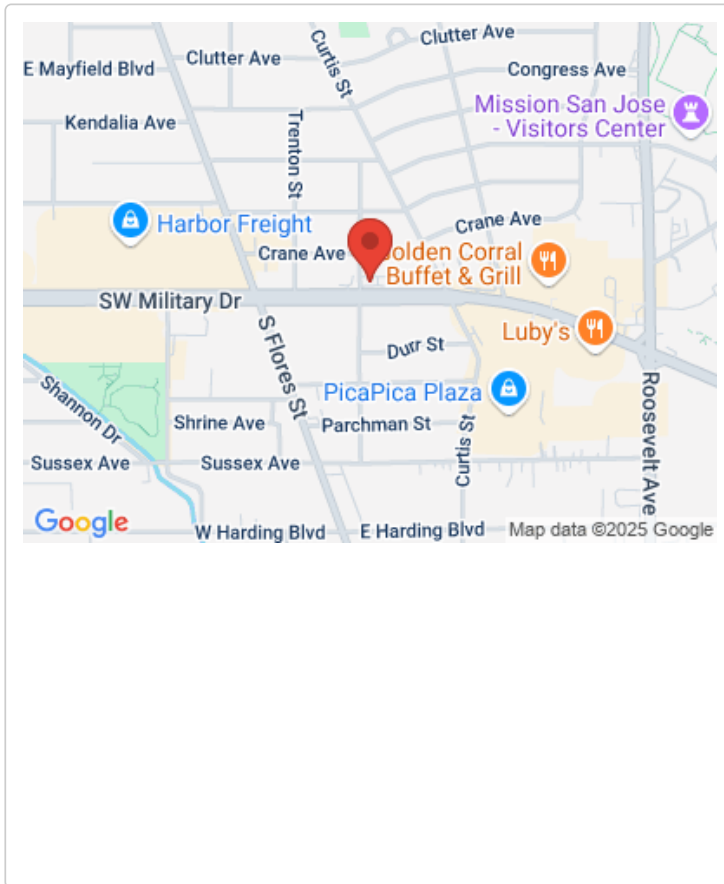 Clutter Ave
Curtis St
E Mayfield Blvd
Clutter Ave
Congress Ave
Trenton St
Mission San Jose
- Visitors Center
Kendalia Ave
Harbor Freight
Crane Ave
Crane Ave
olden Corral
Buffet & Grill
SW Military Dr
Luby's
S Flores St
Durr St
Shannon Dr
PicaPica Plaza
Roosevelt Ave
Shrine Ave
Parchman St
Curtis St
Sussex Ave
Sussex Ave
Google
W Harding Blvd
E Harding Blvd
Map data ©2025 Google